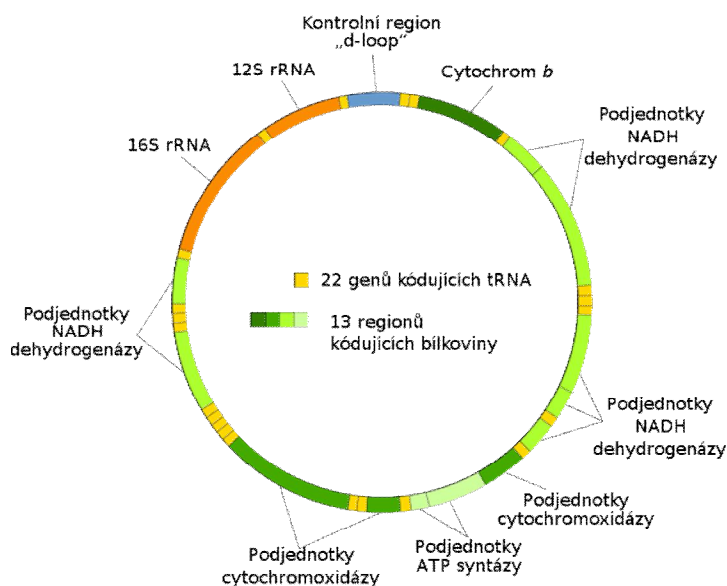 Kontrolní region
„d-loop“
12S rRNA
Cytochrom b
Podjednotky
NADH
dehydrogenázy
16S rRNA
22 genů kódujících tRNA
13 regionů
kódujicích bílkoviny
Podjednotky
NADH
dehydrogenázy
Podjednotky
NADH
dehydrogenázy
Podjednotky
cytochromoxidázy
Podjednotky
ATP syntázy
Podjednotky
cytochromoxidázy